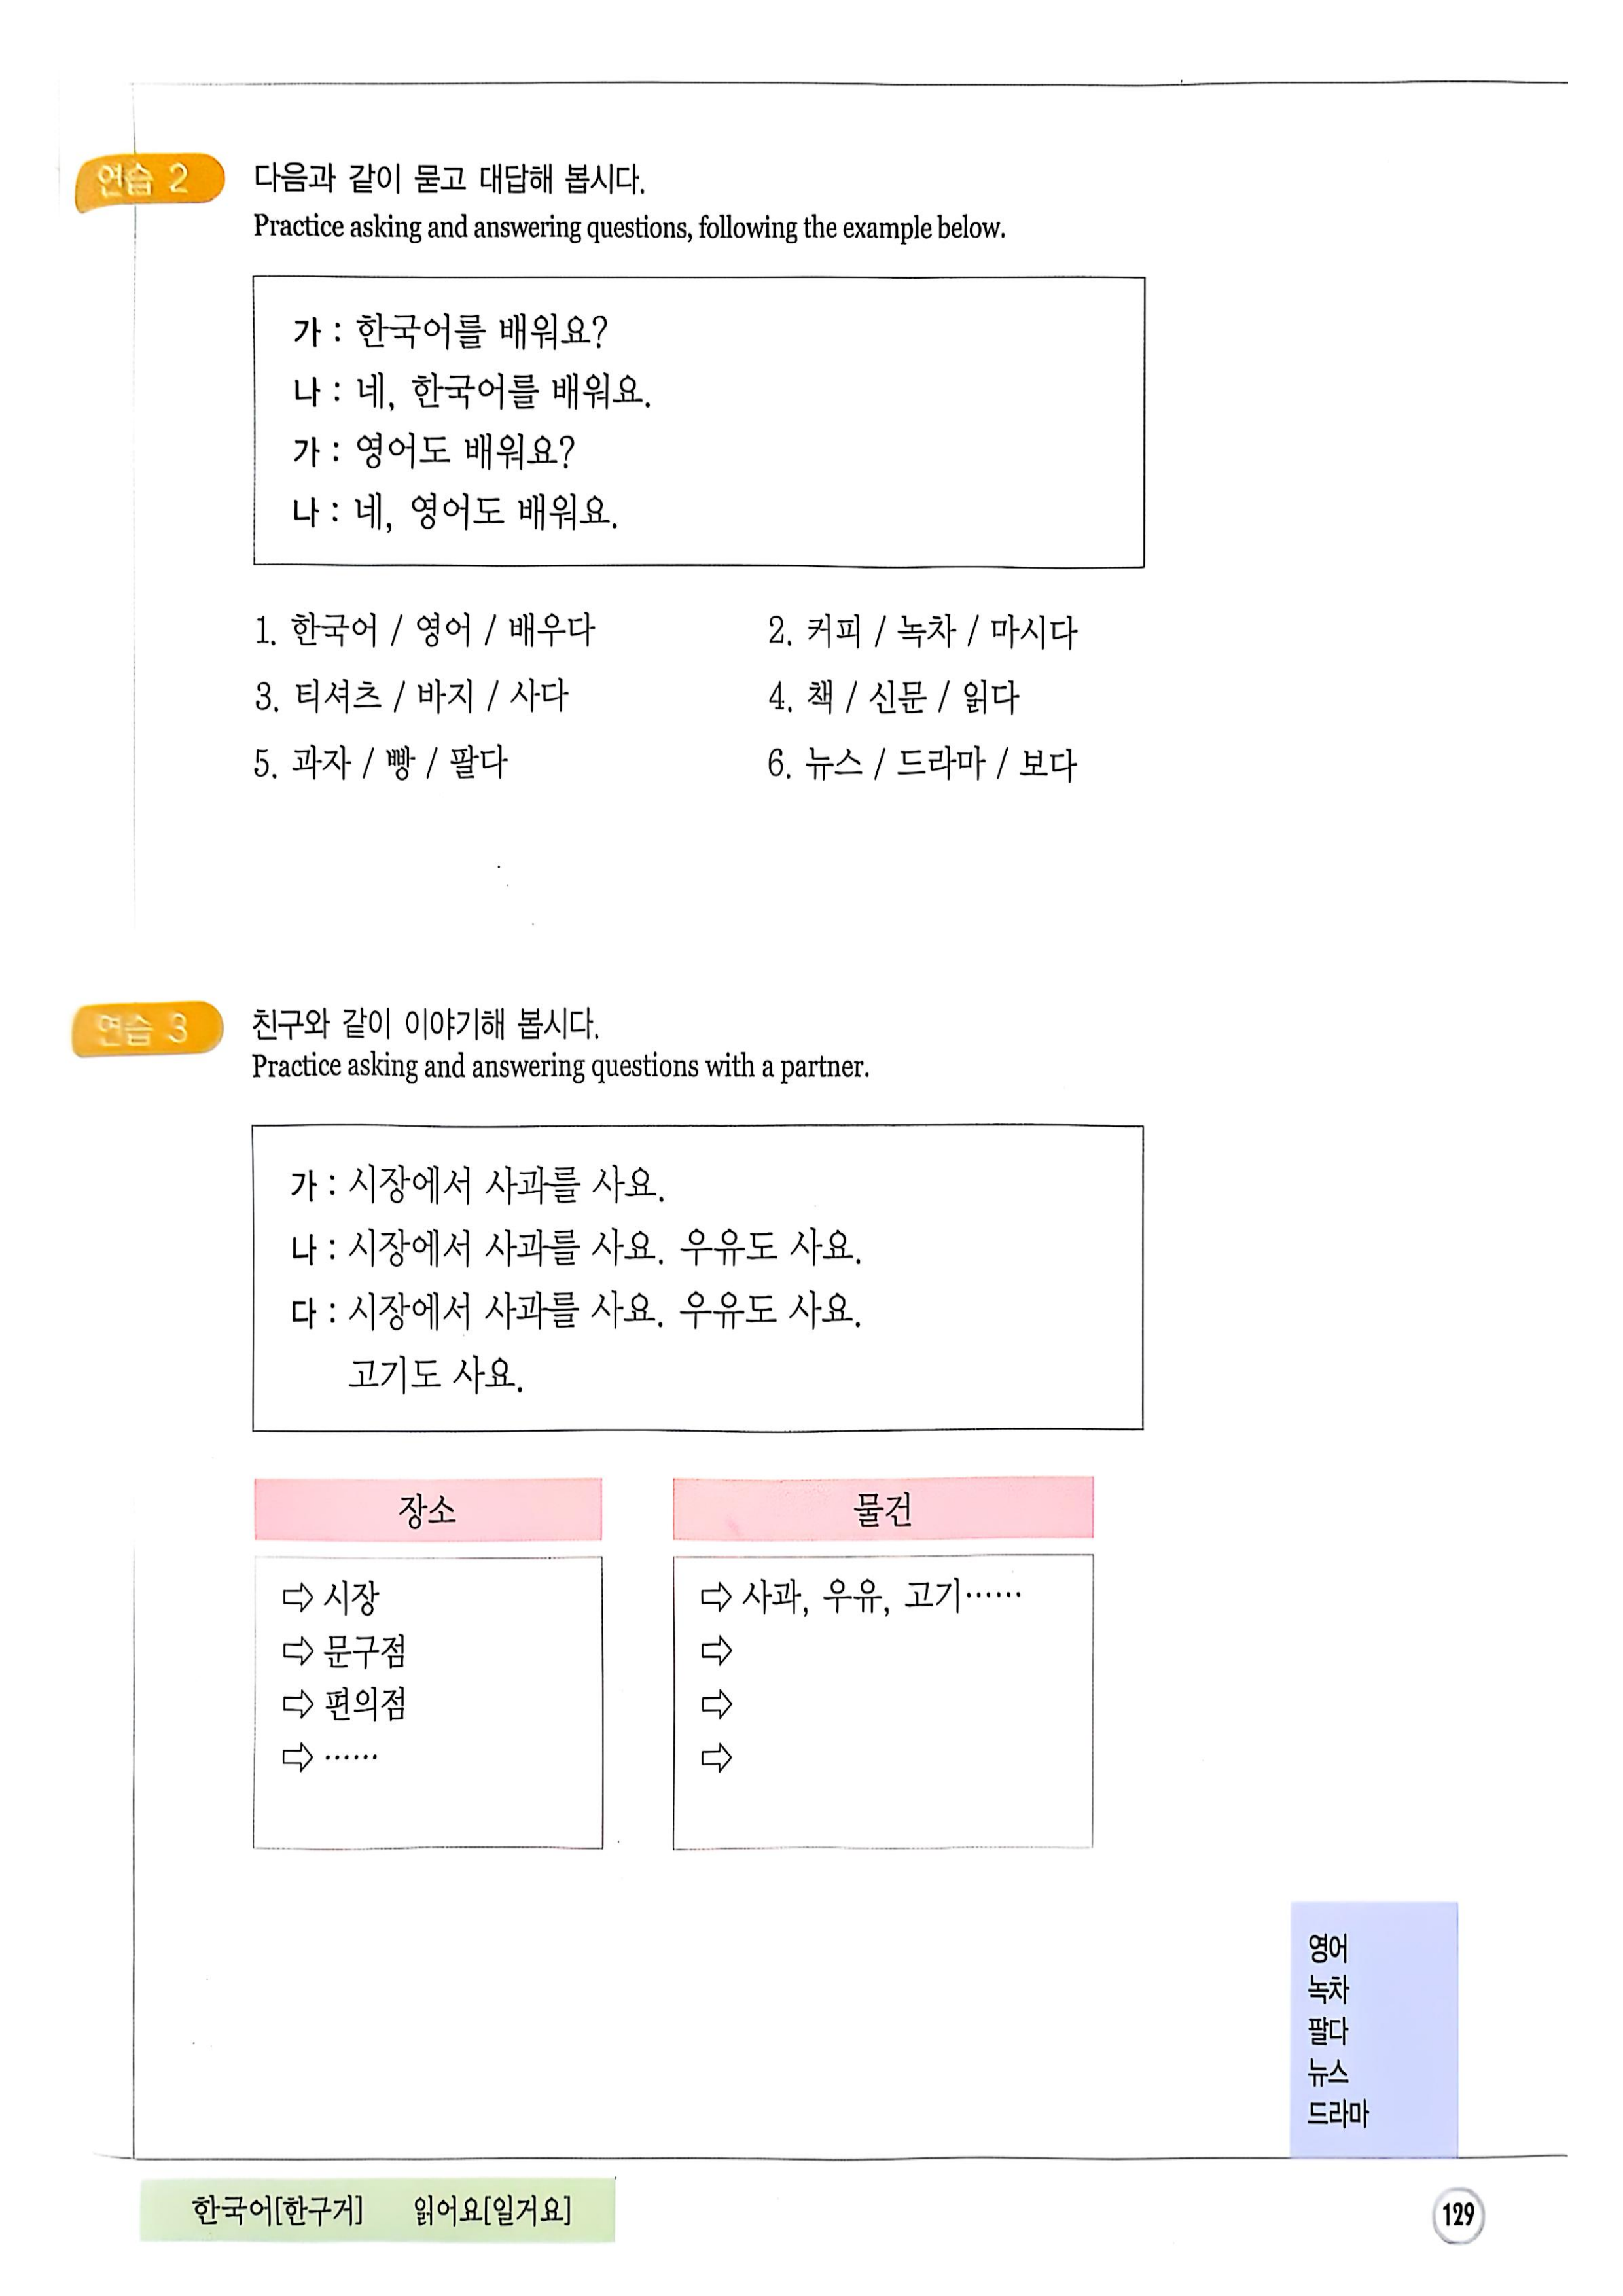 연습 2
다음과 같이 묻고 대답해 봅시다.
Practice asking and answering questions, following the example below.
가 : 한국어를 배워요?
나 : 네, 한국어를 배워요.
가 : 영어도 배워요?
나 : 네, 영어도 배워요.
1. 한국어 / 영어 / 배우다
2. 커피 / 녹차 / 마시다
3. 티셔츠 / 바지 / 사다
4. 책 / 신문 / 읽다
5. 과자 / 빵 / 팔다
6. 뉴스 / 드라마 / 보다
연습 3
친구와 같이 이야기해 봅시다.
Practice asking and answering questions with a partner.
가 : 시장에서 사과를 사요.
나 : 시장에서 사과를 사요. 우유도 사요.
다 : 시장에서 사과를 사요. 우유도 사요.
고기도 사요.
장소
⇨ 시장
⇨ 문구점
⇨ 편의점
⇨ ……
물건
⇨ 사과, 우유, 고기……
⇨
⇨
⇨
영어
녹차
팔다
뉴스
드라마
한국어[한구거] 읽어요[일거요]
129